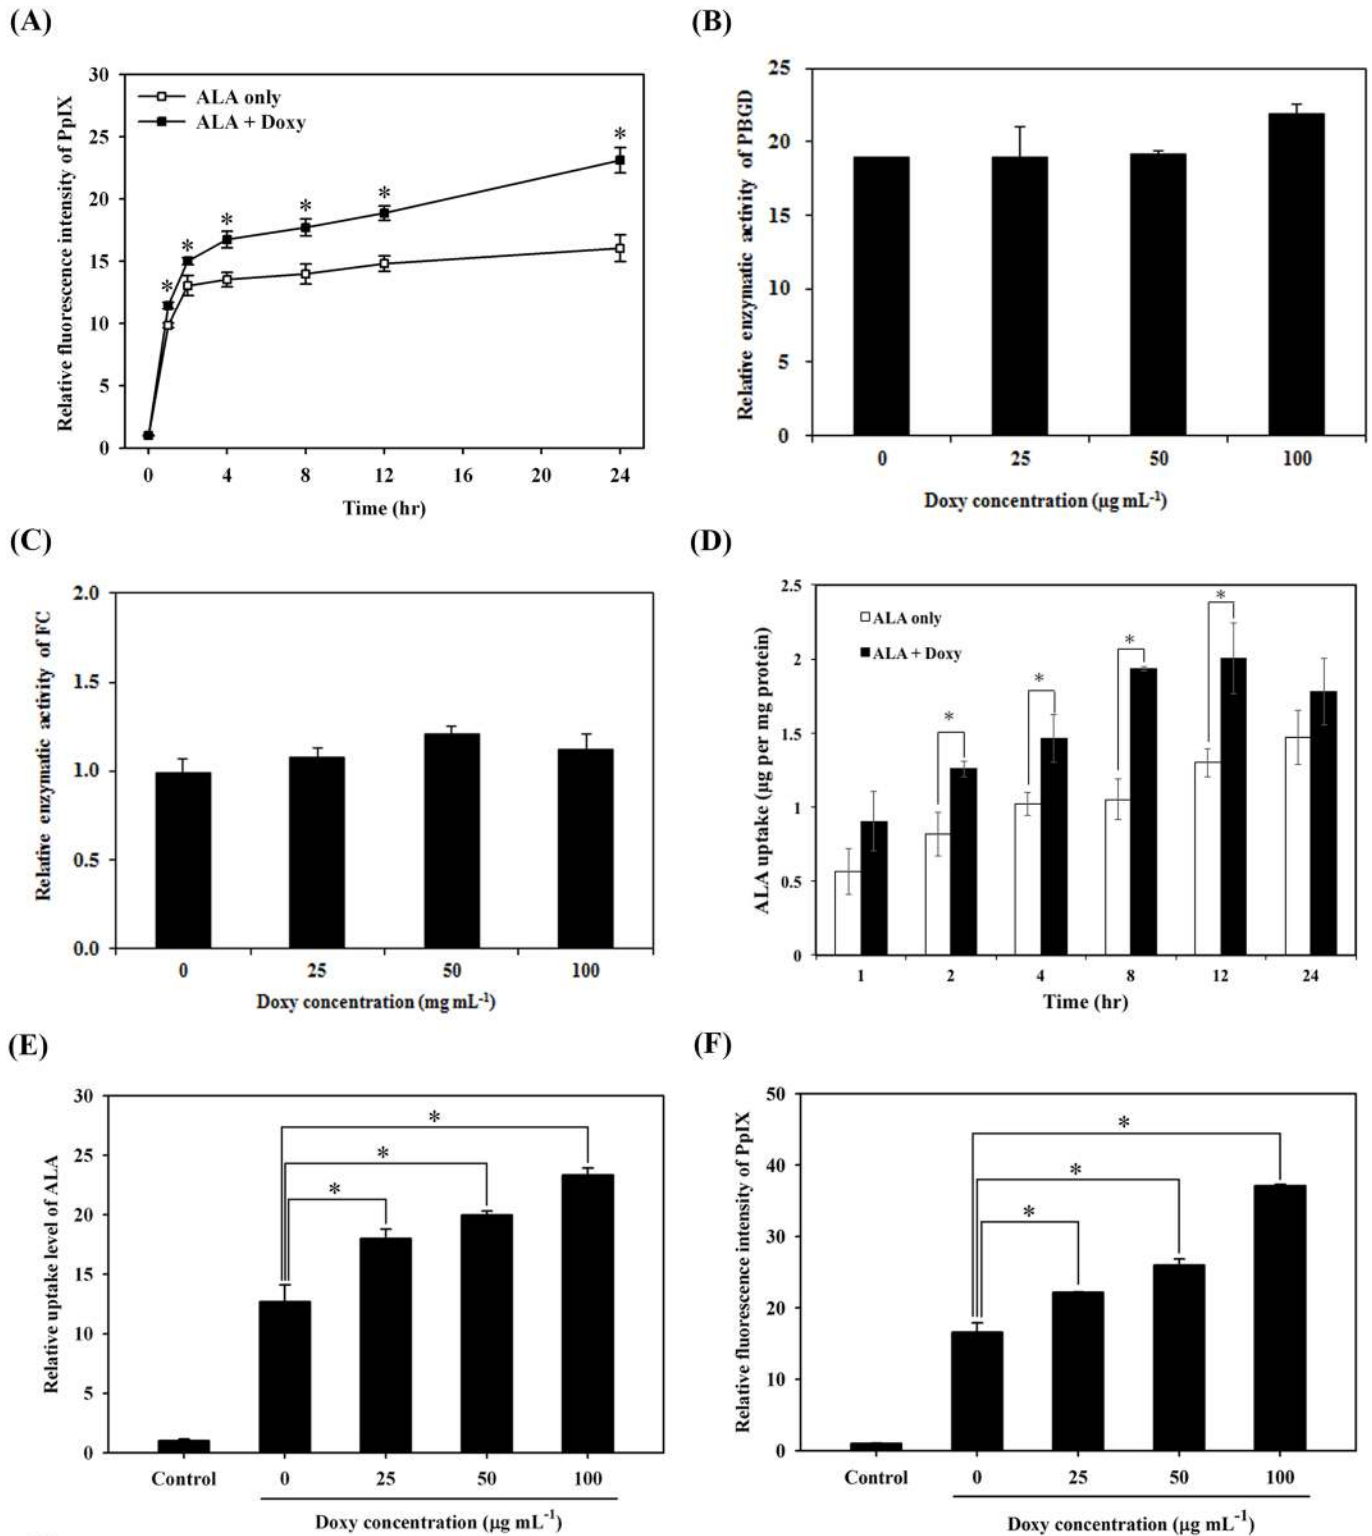 (A)
30
25
20
15
10
5
0
Relative fluorescence intensity of PpIX
ALA only
ALA + Doxy
*
*
*
*
*
*
0 4 8 12 16 20 24
Time (hr)
(B)
25
20
15
10
5
0
Relative enzymatic activity of PBGD
0 25 50 100
Doxy concentration (µg mL-1)
(C)
2.0
1.5
1.0
0.5
0.0
Relative enzymatic activity of FC
0 25 50 100
Doxy concentration (mg mL-1)
(D)
2.5
2
1.5
1
0.5
0
ALA uptake (µg per mg protein)
ALA only
ALA + Doxy
*
*
*
*
1 2 4 8 12 24
Time (hr)
(E)
30
25
20
15
10
5
0
Relative uptake level of ALA
*
*
*
Control 0 25 50 100
Doxy concentration (µg mL-1)
(F)
50
40
30
20
10
0
Relative fluorescence intensity of PpIX
*
*
*
Control 0 25 50 100
Doxy concentration (µg mL-1)